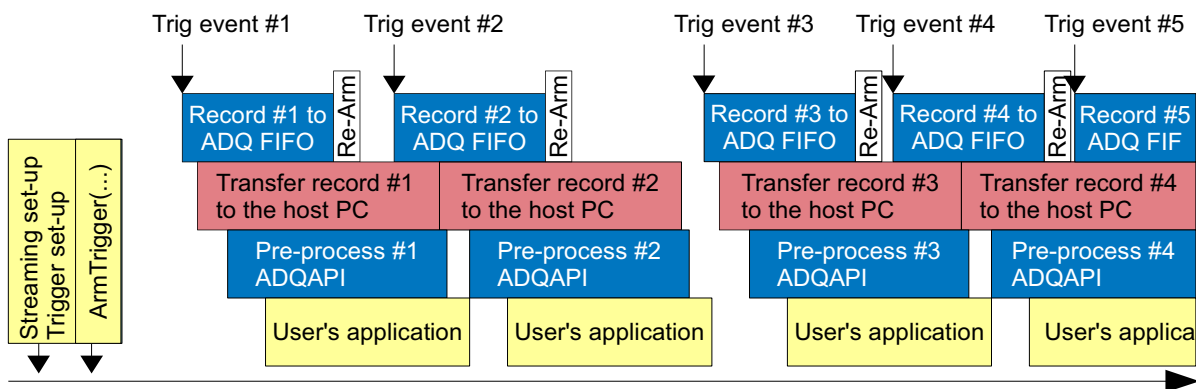 Trig event #1
Trig event #2
Trig event #3
Trig event #4
Trig event #5
Record #1 to
ADQ FIFO
Re-Arm
Record #2 to
ADQ FIFO
Re-Arm
Record #3 to
ADQ FIFO
Re-Arm
Record #4 to
ADQ FIFO
Re-Arm
Record #5
ADQ FIF
Streaming set-up
Trigger set-up
ArmTrigger(...)
Transfer record #1
to the host PC
Transfer record #2
to the host PC
Transfer record #3
to the host PC
Transfer record #4
to the host PC
Pre-process #1
ADQAPI
Pre-process #2
ADQAPI
Pre-process #3
ADQAPI
Pre-process #4
ADQAPI
User's application
User's application
User's application
User's applica